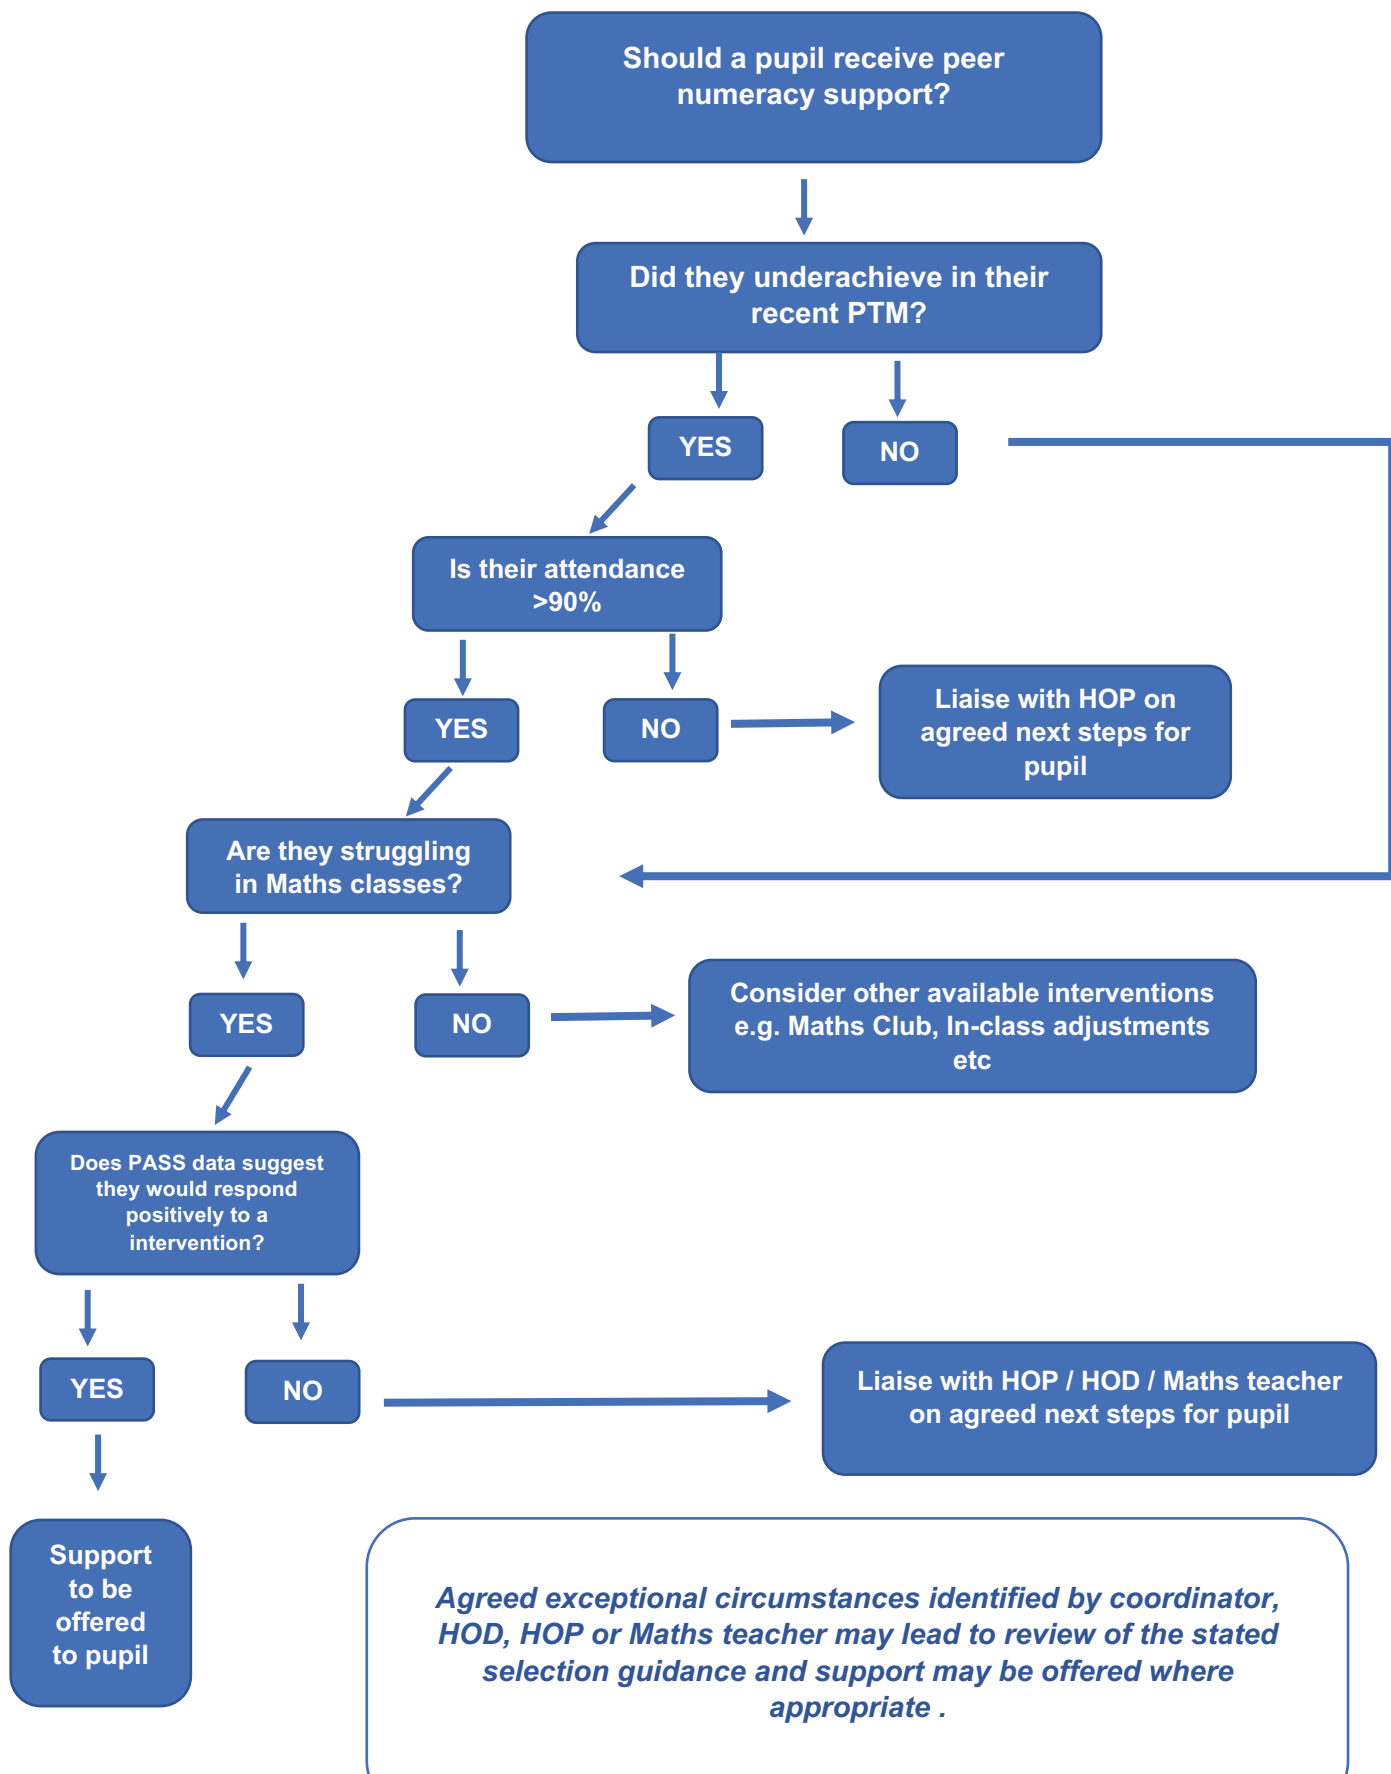 Should a pupil receive peer
numeracy support?
Did they underachieve in their
recent PTM?
YES
NO
Is their attendance
>90%
YES
NO
Liaise with HOP on
agreed next steps for
pupil
Are they struggling
in Maths classes?
YES
NO
Consider other available interventions
e.g. Maths Club, In-class adjustments
etc
Does PASS data suggest
they would respond
positively to a
intervention?
YES
NO
Liaise with HOP / HOD / Maths teacher
on agreed next steps for pupil
Support
to be
offered
to pupil
Agreed exceptional circumstances identified by coordinator,
HOD, HOP or Maths teacher may lead to review of the stated
selection guidance and support may be offered where
appropriate .